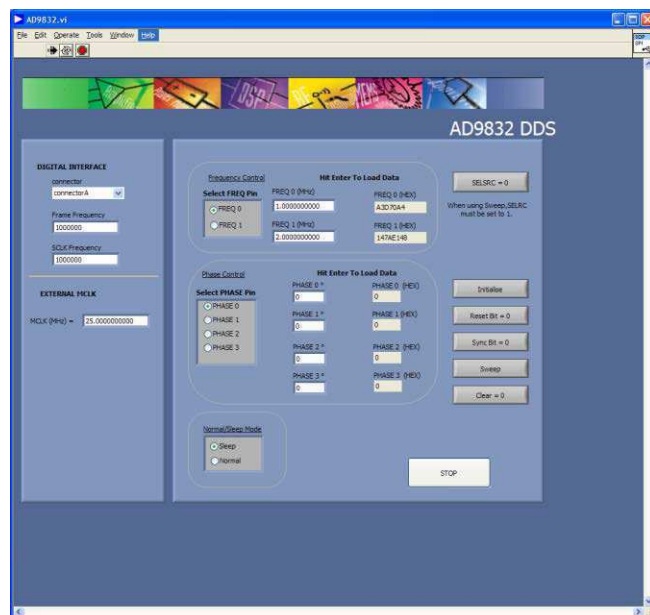 AD9832.vi
File Edit Operate Tools Window Help
AD9832 DDS
DIGITAL INTERFACE
connector
connectorA
Frame Frequency
1000000
SCLK Frequency
1000000
EXTERNAL MCLK
MCLK (MHz) = 25.0000000000
Frequency Control
Hit Enter To Load Data
Select FREQ Pin
FREQ 0
FREQ 1
FREQ 0 (MHz)
1.0000000000
FREQ 0 (HEX)
A3D70A4
FREQ 1 (MHz)
2.0000000000
FREQ 1 (HEX)
147AE148
SELSRC = 0
When using Sweep,SELRC
must be set to 1.
Phase Control
Hit Enter To Load Data
Select PHASE Pin
PHASE 0
PHASE 1
PHASE 2
PHASE 3
PHASE 0 °
0
PHASE 0 (HEX)
0
PHASE 1 °
0
PHASE 1 (HEX)
0
PHASE 2 °
0
PHASE 2 (HEX)
0
PHASE 3 °
0
PHASE 3 (HEX)
0
Initialise
Reset Bit = 0
Sync Bit = 0
Sweep
Clear = 0
Normal/Sleep Mode
Sleep
Normal
STOP